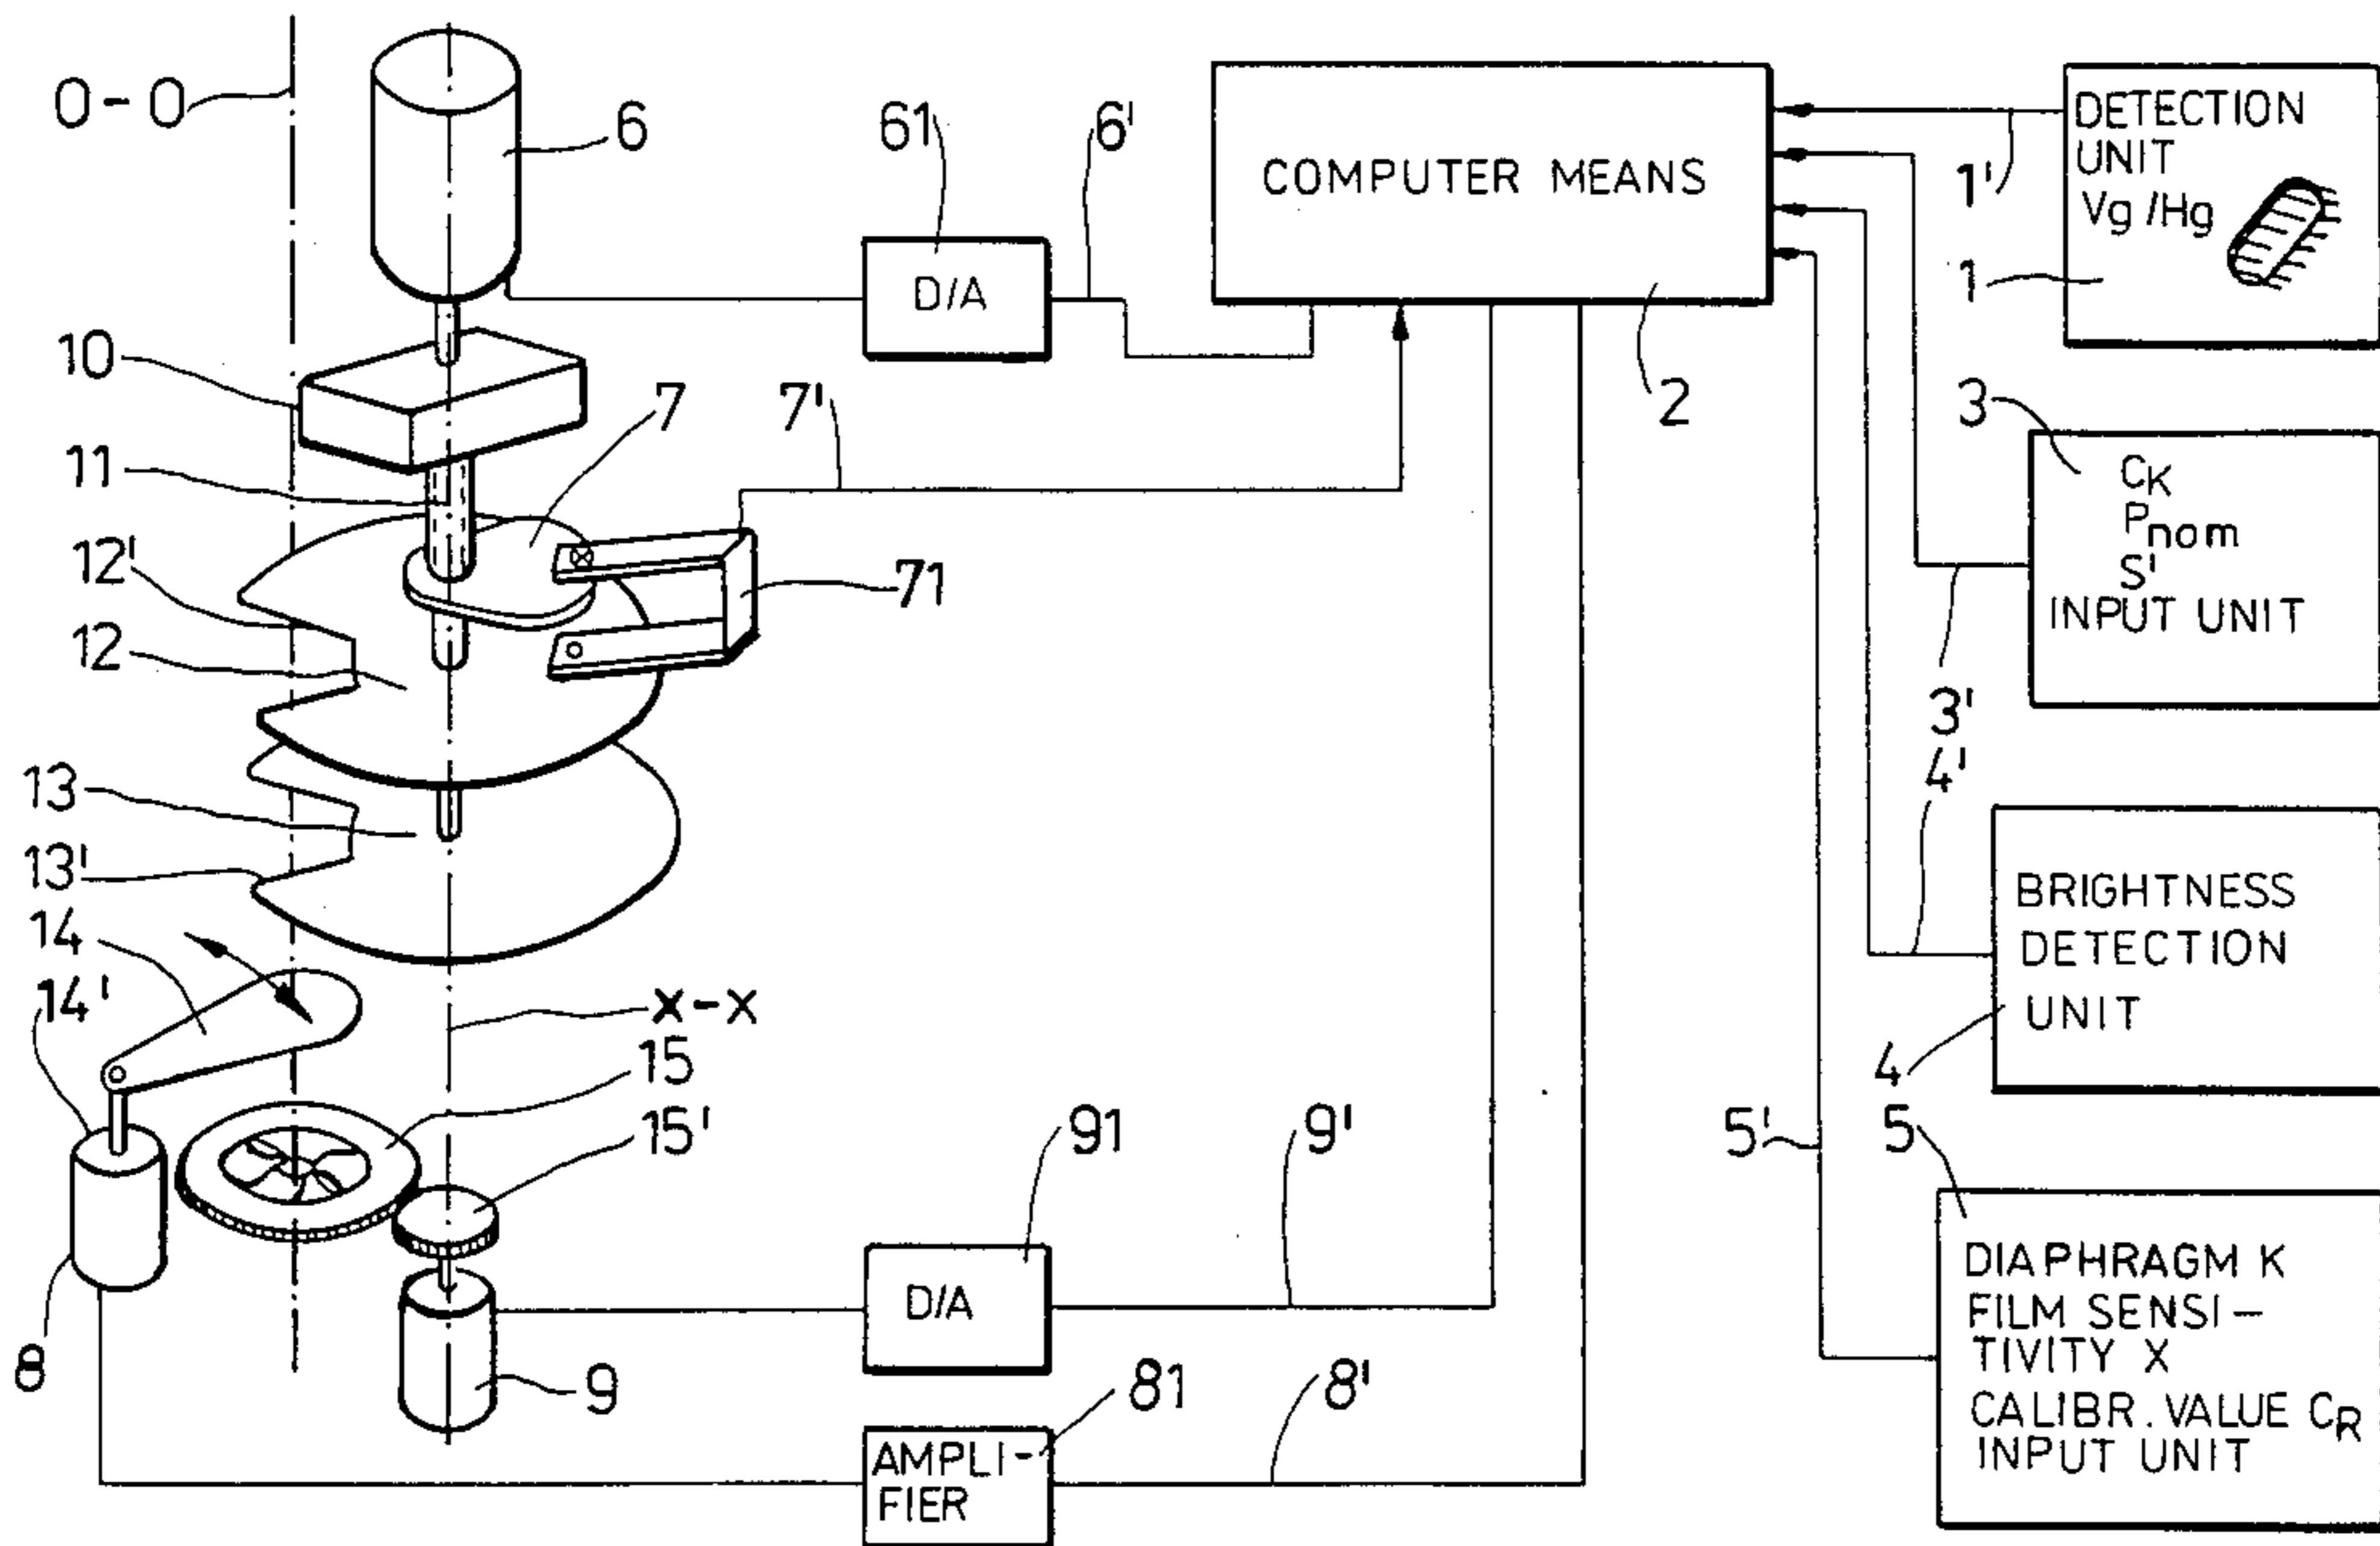 0-0
6
61
6'
COMPUTER MEANS
2
DETECTION
UNIT
Vg/Hg
1'
1
D/A
10
11
7
7'
71
12'
12
3
CK
Pnom
S'
INPUT UNIT
3'
4'
13
13'
14
14'
X-X
15
15'
BRIGHTNESS
DETECTION
UNIT
4
5'
5
DIAPHRAGM K
FILM SENSI-
TIVITY X
CALIBR. VALUE CR
INPUT UNIT
91
9'
D/A
8
9
81
8'
AMPLI-
FIER